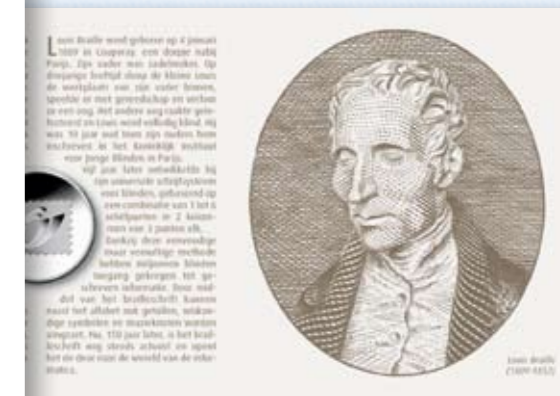 Louis Braille werd geboren op 4 januari
1809 in Coupvray, een dorpje nabij
Parijs. Zijn vader was zadelmaker. Op
driejarige leeftijd sloop de kleine Louis
de werkplaats van zijn vader binnen,
speelde er met gereedschap en verloor
zo een oog. Het andere oog raakte geïn-
fecteerd en Louis werd volledig blind. Hij
was 10 jaar oud toen zijn ouders hem
inschreven in het Koninklijk Instituut
voor Jonge Blinden in Parijs.
Vijf jaar later ontwikkelde hij
zijn universele schrijfsysteem
voor blinden, gebaseerd op
een combinatie van 1 tot 6
reliëfpunten in 2 kolom-
men van 3 punten elk.
Dankzij deze eenvoudige
maar vernuftige methode
hebben miljoenen blinden
toegang gekregen tot ge-
schreven informatie. Door mid-
del van het brailleschrift kunnen
naast het alfabet ook getallen, wiskun-
dige symbolen en muzieknoten worden
weergegeven. Nu, 150 jaar later, is het brail-
leschrift nog steeds actueel en opent
het de deur naar de wereld van de infor-
matica.
Louis Braille
(1809-1852)